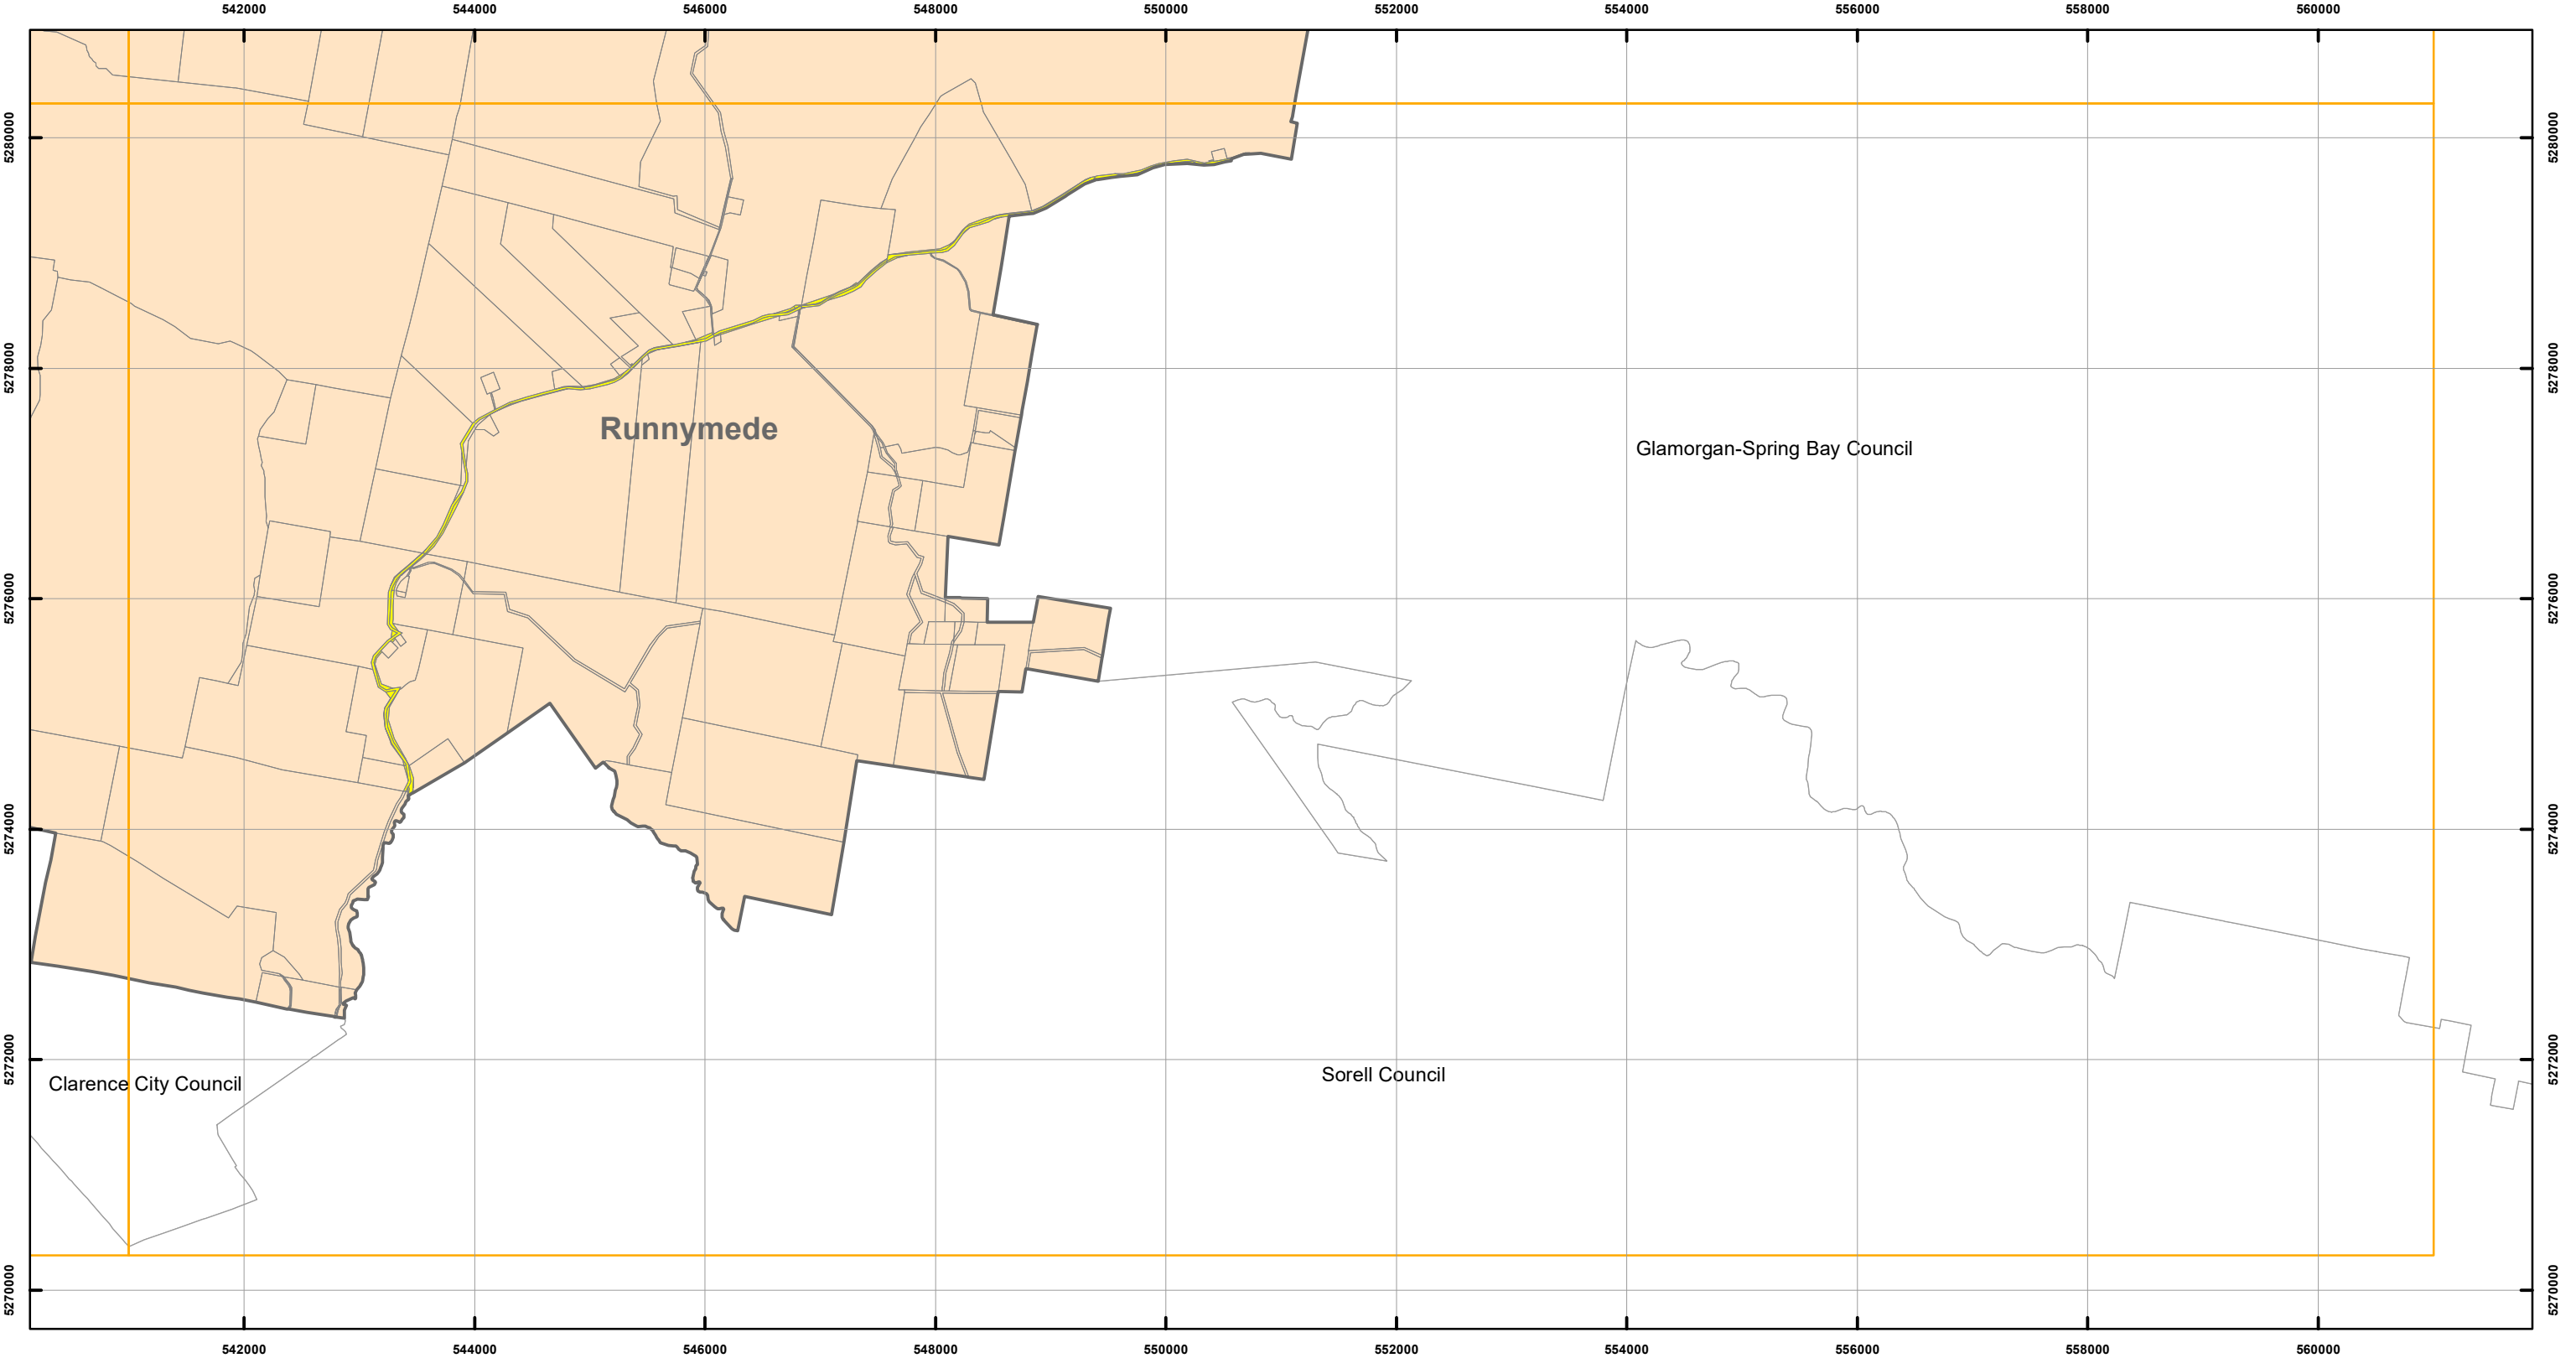 542000 544000 546000 548000 550000 552000 554000 556000 558000 560000
5280000 5280000
5278000 5278000
Runnymede
Glamorgan-Spring Bay Council
5276000 5276000
5274000 5274000
5272000 5272000
Sorell Council
Clarence City Council
5270000 5270000
542000 544000 546000 548000 550000 552000 554000 556000 558000 560000